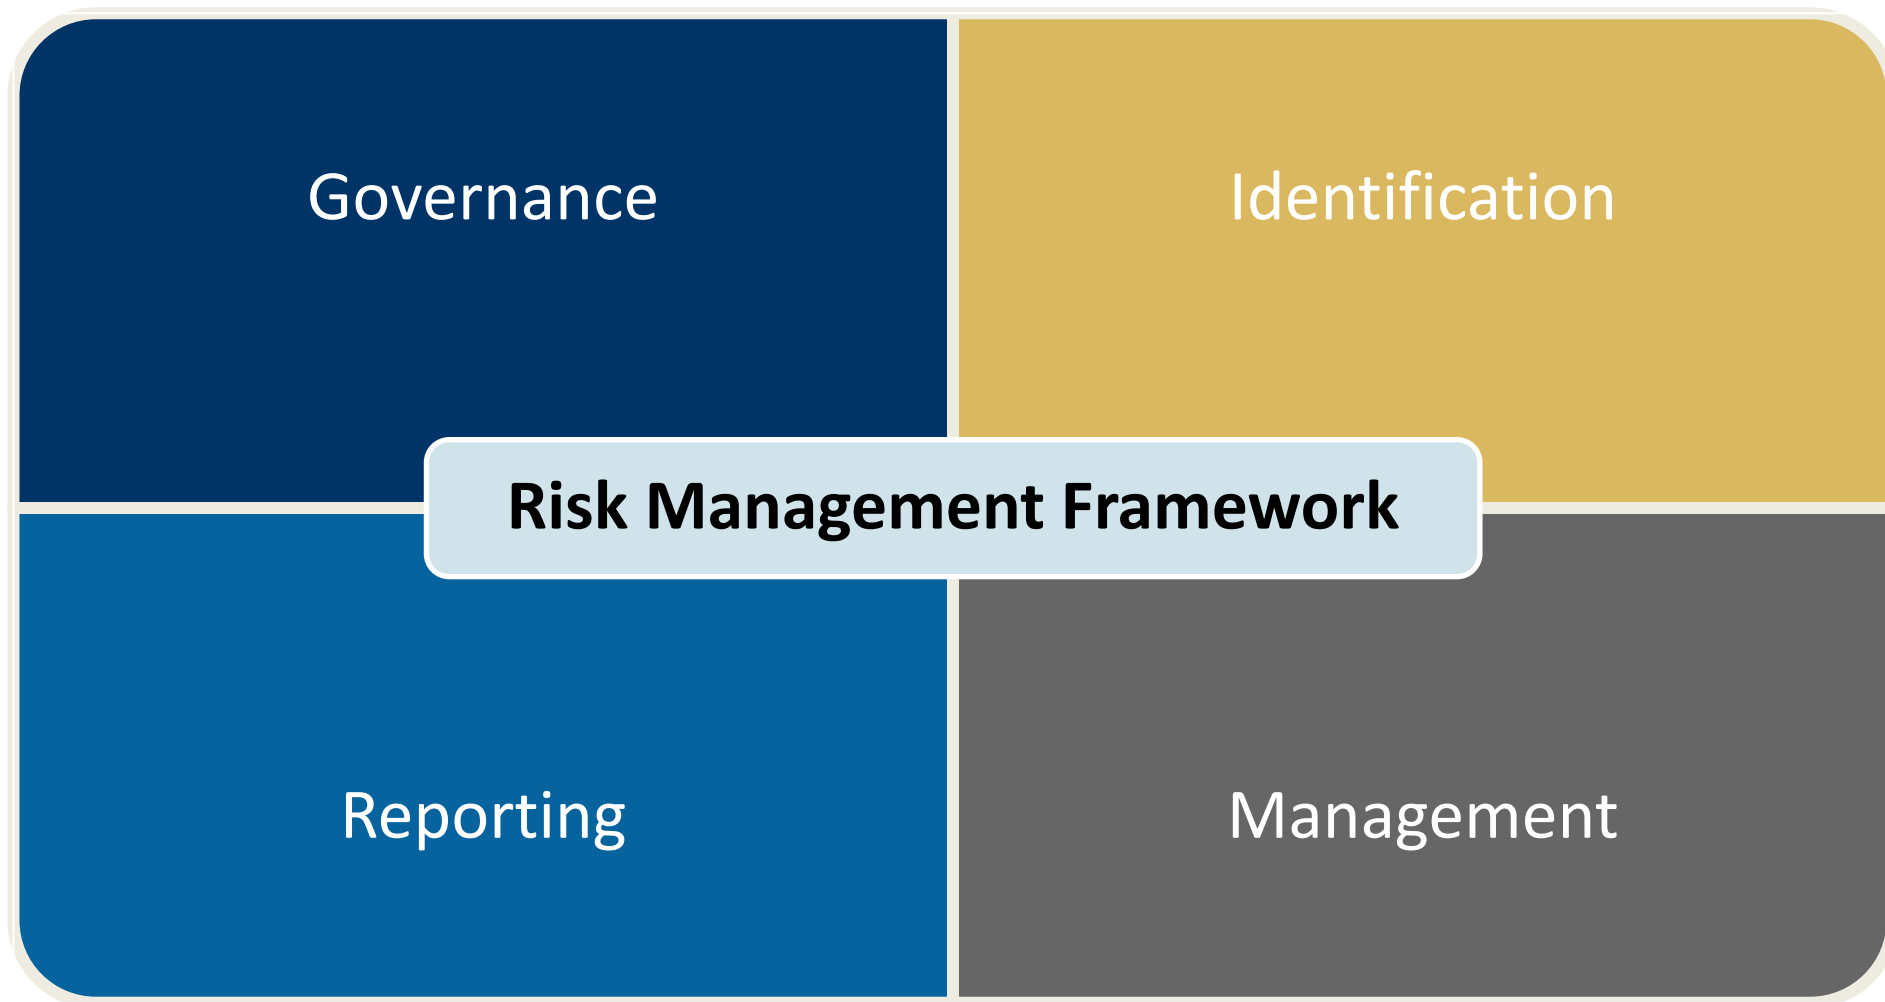 Governance
Identification
Risk Management Framework
Reporting
Management